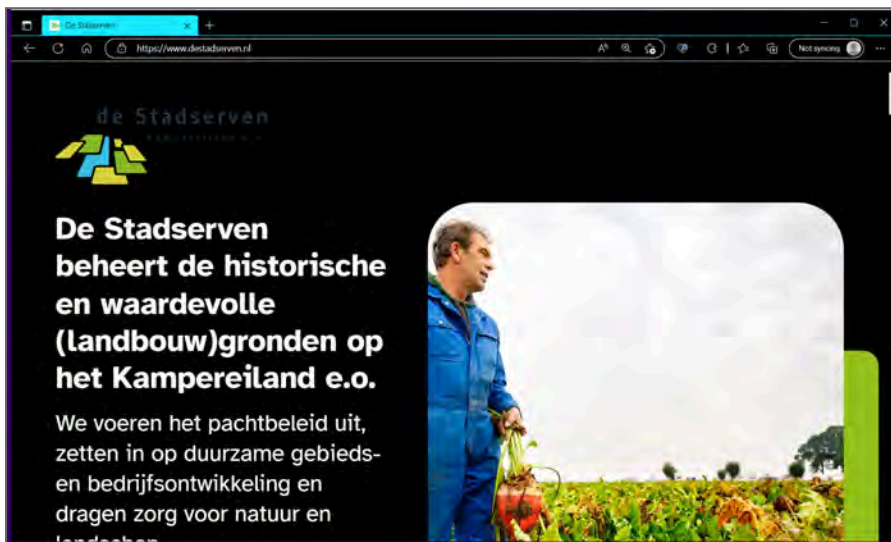 De Stadserven
https://www.destadserven.nl
Not syncing
de Stadserven
De Stadserven
beheert de historische
en waardevolle
(landbouw)gronden op
het Kampereiland e.o.
We voeren het pachtbeleid uit,
zetten in op duurzame gebieds-
en bedrijfsontwikkeling en
dragen zorg voor natuur en